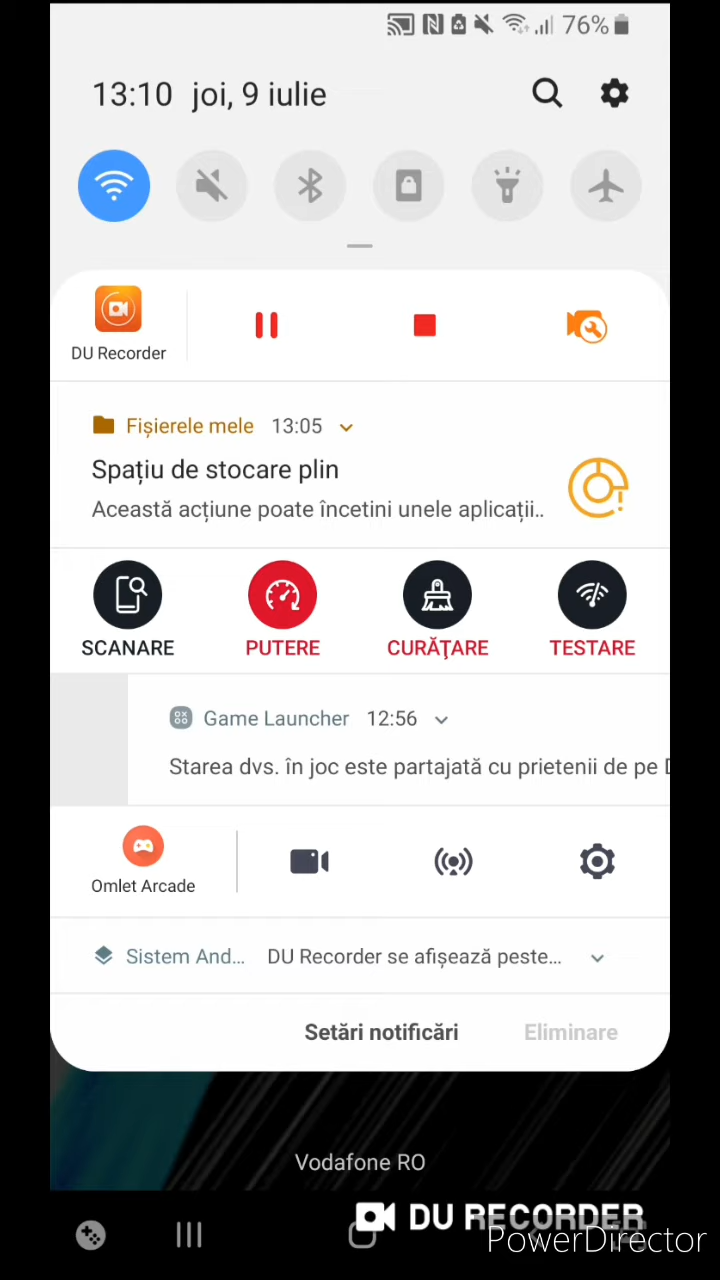 76%
13:10 joi, 9 iulie
DU Recorder
Fișierele mele 13:05
Spațiu de stocare plin
Această acțiune poate încetini unele aplicații..
SCANARE PUTERE CURĂŢARE TESTARE
Game Launcher 12:56
Starea dvs. în joc este partajată cu prietenii de pe D
Omlet Arcade
Sistem And... DU Recorder se afișează peste...
Setări notificări Eliminare
Vodafone RO
DU RECORDER
PowerDirector